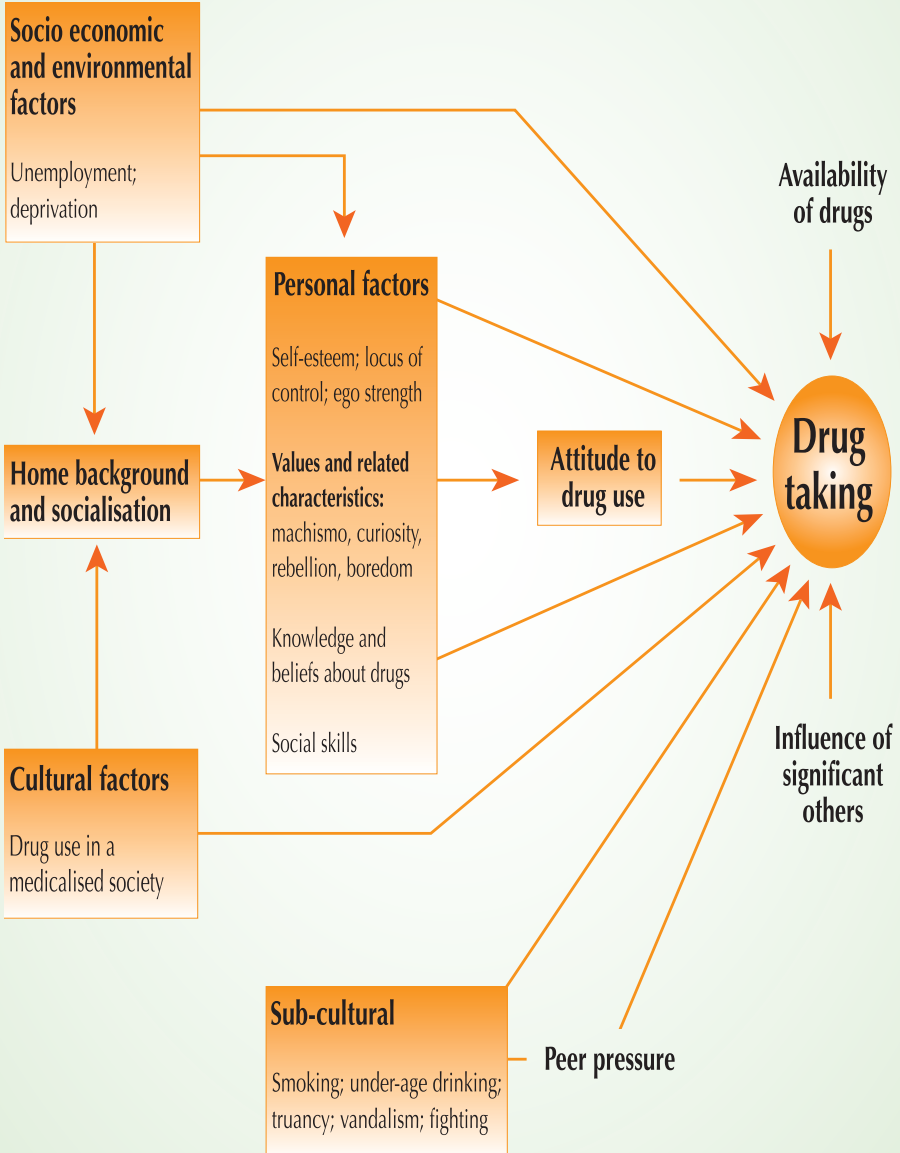 Socio economic
and environmental
factors
Unemployment;
deprivation
Availability
of drugs
Personal factors
Self-esteem; locus of
control; ego strength
Values and related
characteristics:
machismo, curiosity,
rebellion, boredom
Knowledge and
beliefs about drugs
Social skills
Home background
and socialisation
Attitude to
drug use
Drug
taking
Cultural factors
Drug use in a
medicalised society
Influence of
significant
others
Sub-cultural
Smoking; under-age drinking;
truancy; vandalism; fighting
Peer pressure